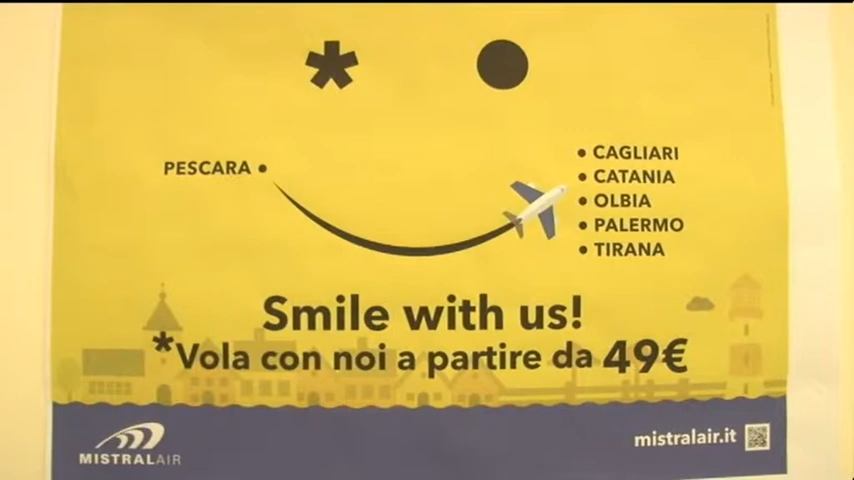 *
PESCARA •
• CAGLIARI
• CATANIA
• OLBIA
• PALERMO
• TIRANA
Smile with us!
*Vola con noi a partire da 49€
MISTRALAIR
mistralair.it